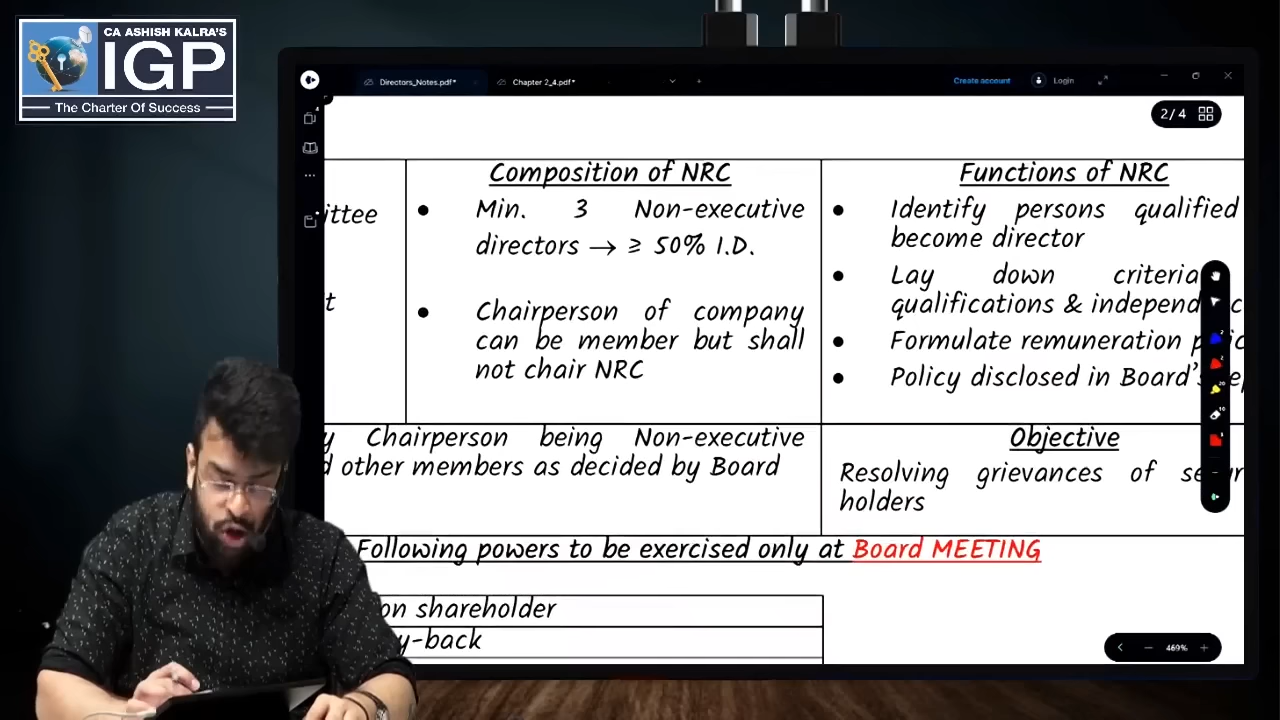 CA ASHISH KALRA'S
IGP
The Charter Of Success
Directors_Notes.pdf*
Chapter 2_4.pdf*
Create account
Login
2/4
ittee
t
Composition of NRC
Min. 3 Non-executive
directors → ≥ 50% I.D.
Chairperson of company
can be member but shall
not chair NRC
Functions of NRC
Identify persons qualified
become director
Lay down criteria
qualifications & independ
Formulate remuneration p
Policy disclosed in Board's
y Chairperson being Non-executive
d other members as decided by Board
Objective
Resolving grievances of
holders
Following powers to be exercised only at Board MEETING
on shareholder
y-back
469%